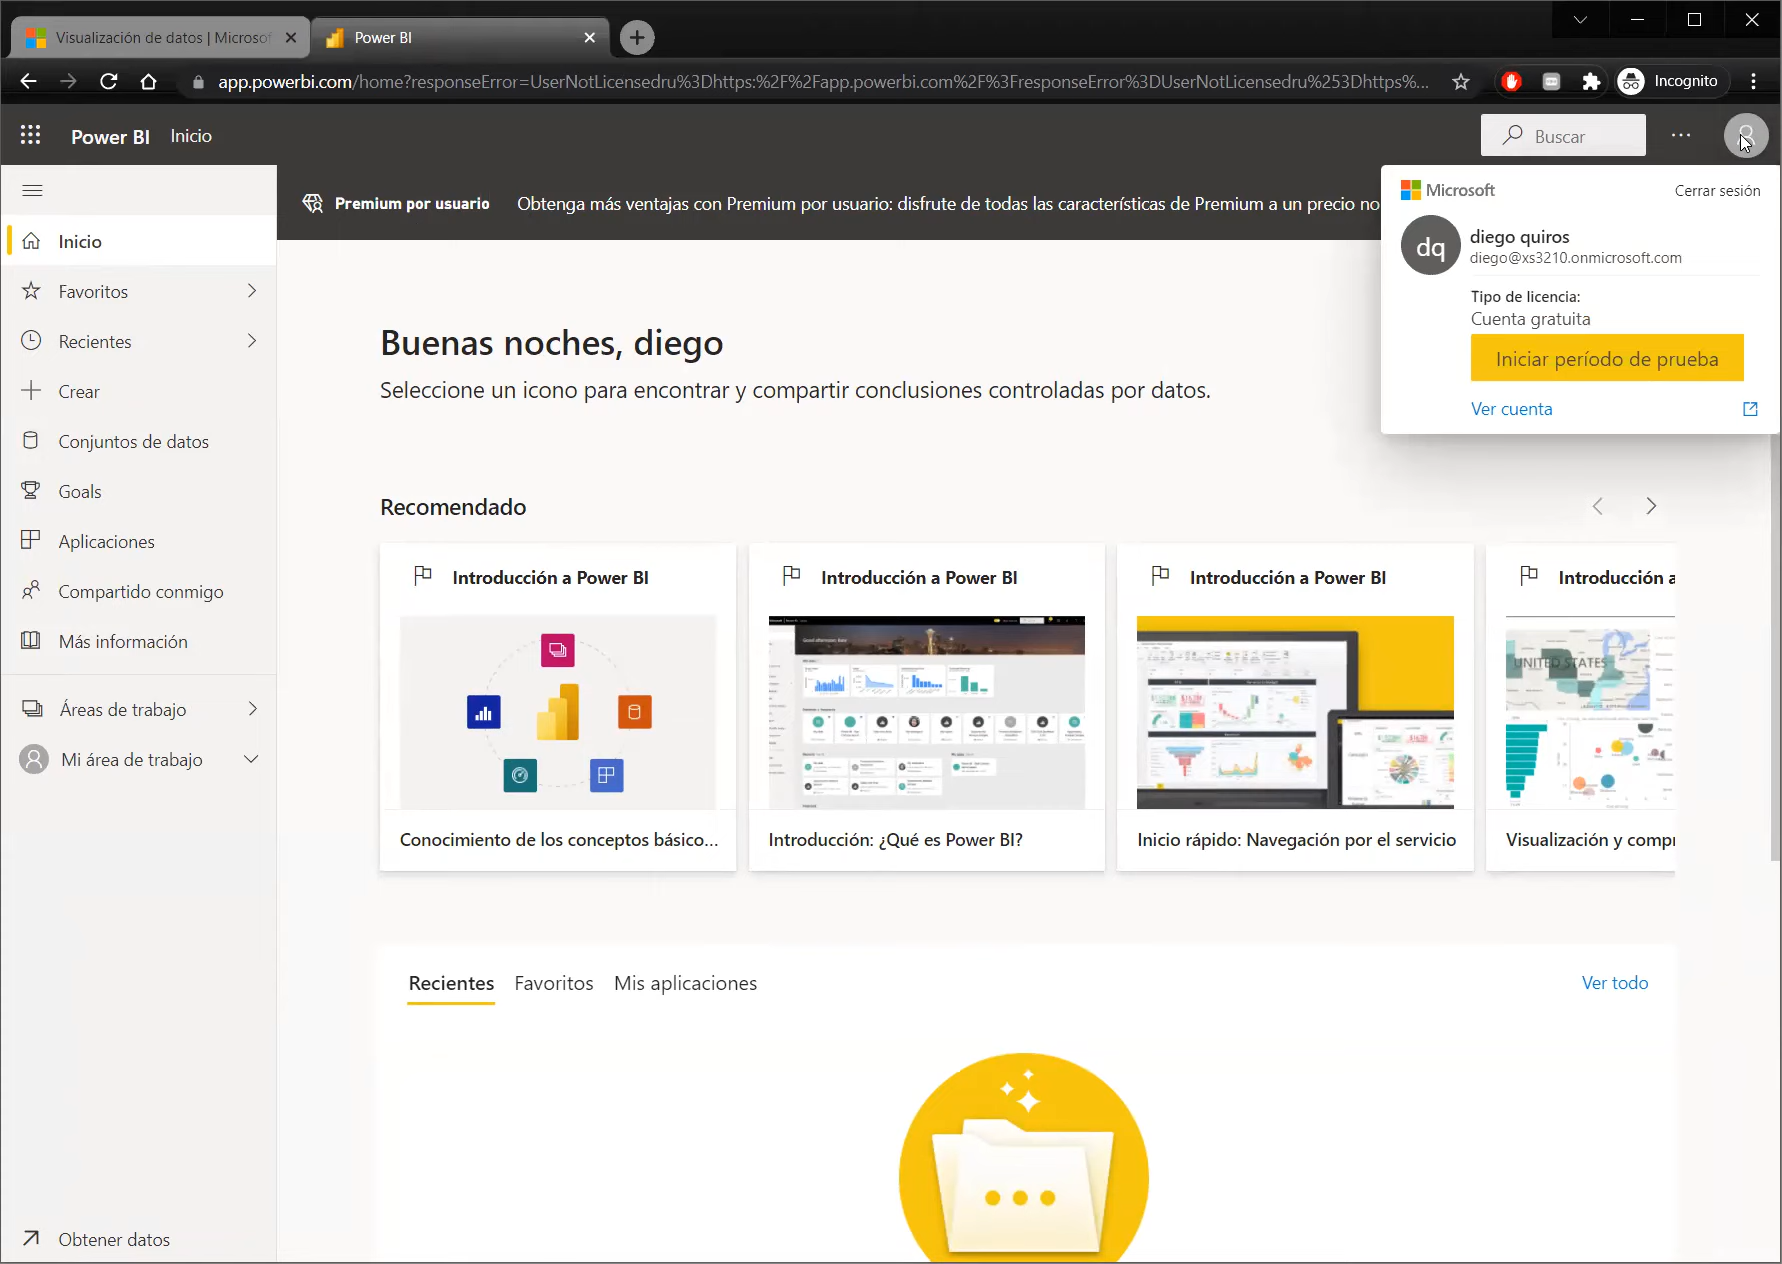 Visualización de datos | Microsof
Power BI
app.powerbi.com/home?responseError=UserNotLicensedru%3Dhttps:%2F%2Fapp.powerbi.com%2F%3FresponseError%3DUserNotLicensedru%253Dhttps%...
Incognito
Power BI Inicio
Buscar
Premium por usuario Obtenga más ventajas con Premium por usuario: disfrute de todas las características de Premium a un precio no
Microsoft
Cerrar sesión
dq
diego quiros
diego@xs3210.onmicrosoft.com
Tipo de licencia:
Cuenta gratuita
Iniciar período de prueba
Ver cuenta
Inicio
Favoritos
Recientes
Crear
Conjuntos de datos
Goals
Aplicaciones
Compartido conmigo
Más información
Áreas de trabajo
Mi área de trabajo
Obtener datos
Buenas noches, diego
Seleccione un icono para encontrar y compartir conclusiones controladas por datos.
Recomendado
Introducción a Power BI
Conocimiento de los conceptos básico...
Introducción a Power BI
Introducción: ¿Qué es Power BI?
Introducción a Power BI
Inicio rápido: Navegación por el servicio
Introducción a
UNITED STATES
Visualización y compr
Recientes Favoritos Mis aplicaciones
Ver todo